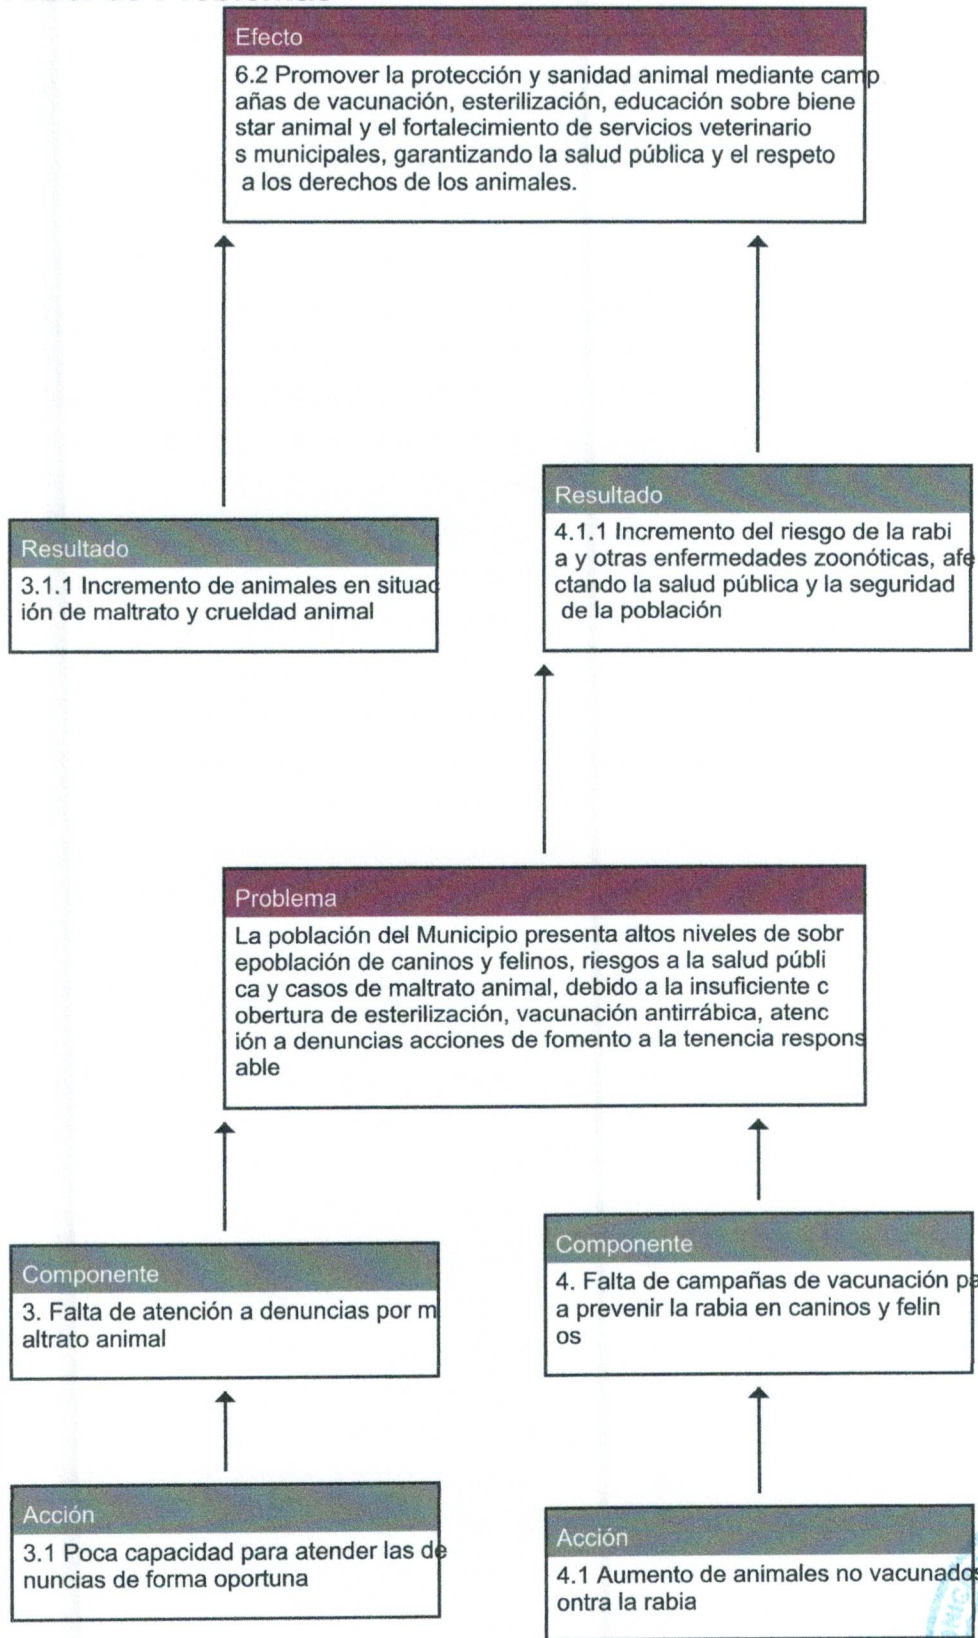 Efecto
6.2 Promover la protección y sanidad animal mediante camp
añas de vacunación, esterilización, educación sobre biene
star animal y el fortalecimiento de servicios veterinario
s municipales, garantizando la salud pública y el respeto
a los derechos de los animales.
Resultado
3.1.1 Incremento de animales en situac
ión de maltrato y crueldad animal
Resultado
4.1.1 Incremento del riesgo de la rabi
a y otras enfermedades zoonóticas, afe
ctando la salud pública y la seguridad
de la población
Problema
La población del Municipio presenta altos niveles de sobr
epoblación de caninos y felinos, riesgos a la salud públi
ca y casos de maltrato animal, debido a la insuficiente c
obertura de esterilización, vacunación antirrábica, atenc
ión a denuncias acciones de fomento a la tenencia respons
able
Componente
3. Falta de atención a denuncias por m
altrato animal
Componente
4. Falta de campañas de vacunación pa
a prevenir la rabia en caninos y felin
os
Acción
3.1 Poca capacidad para atender las de
nuncias de forma oportuna
Acción
4.1 Aumento de animales no vacunados
ontra la rabia